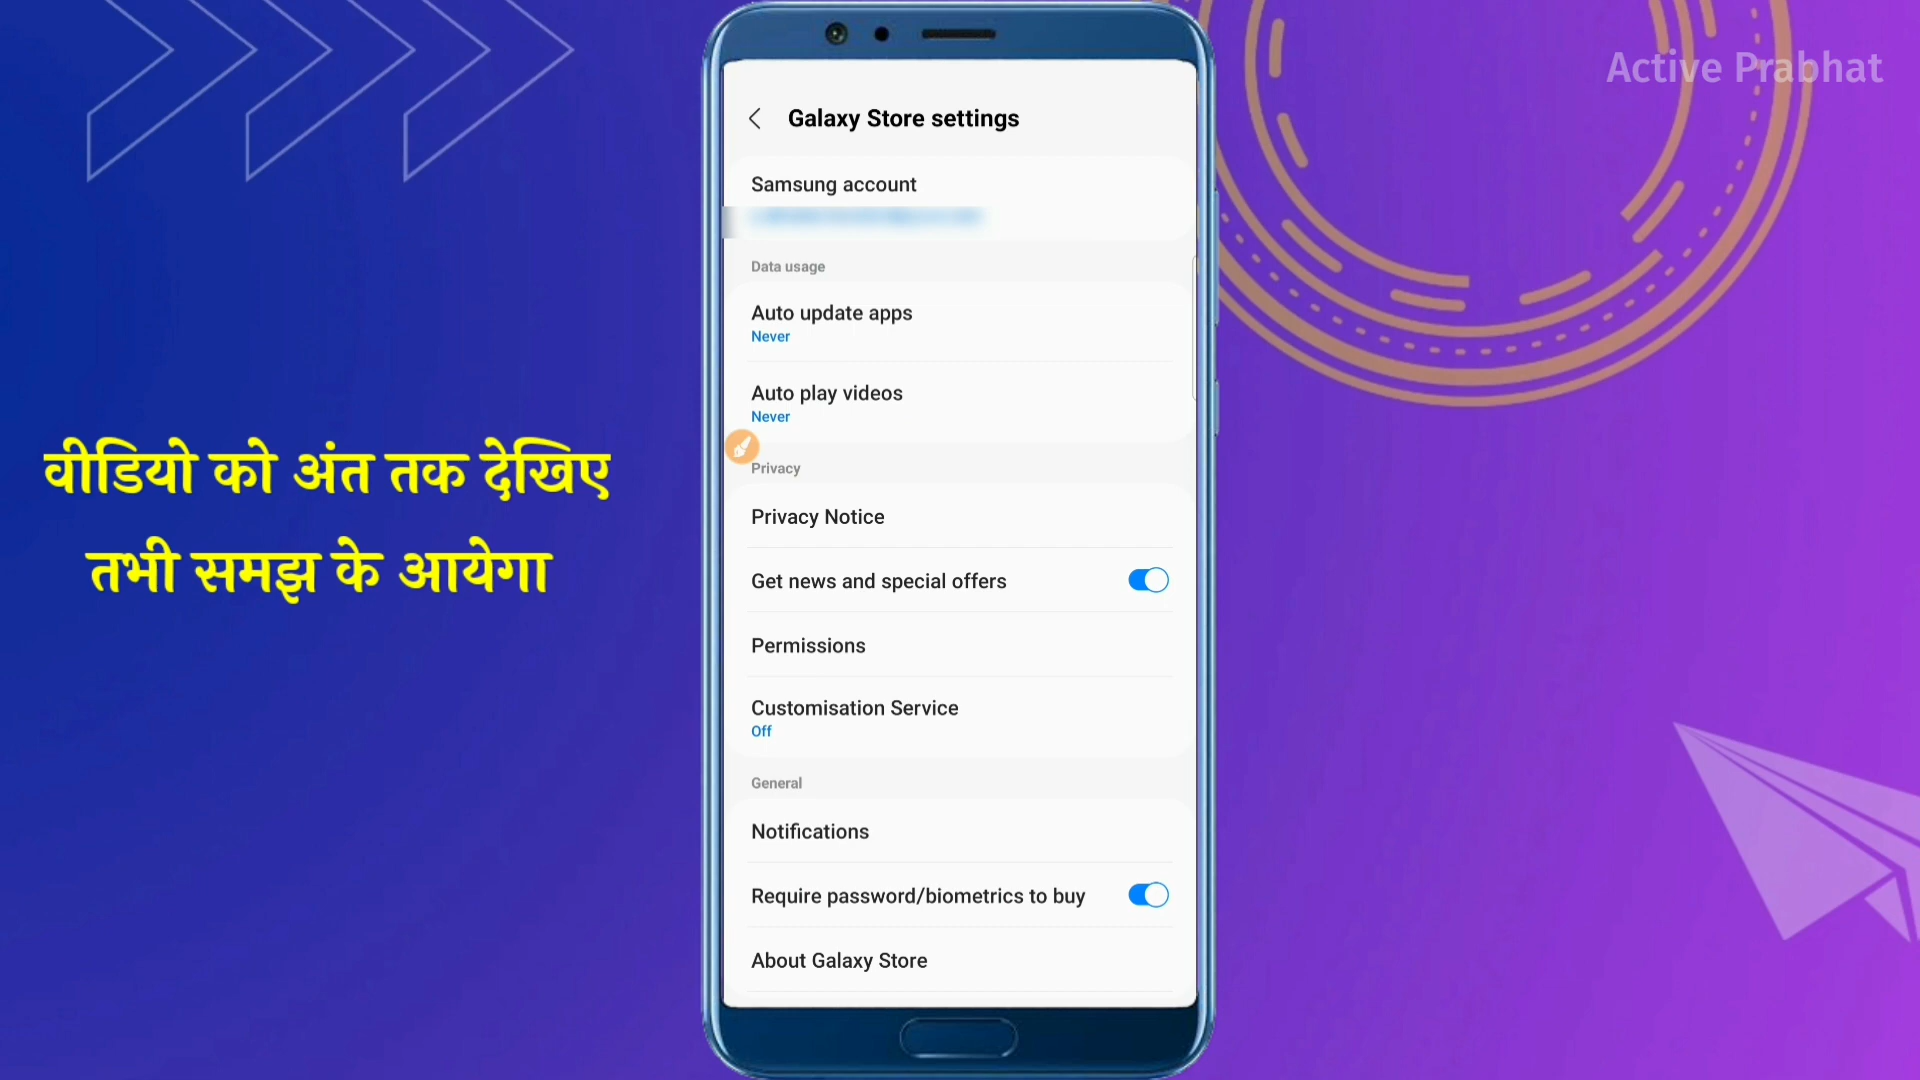 Active Prabhat
Galaxy Store settings
Samsung account
Data usage
Auto update apps
Never
Auto play videos
Never
Privacy
Privacy Notice
Get news and special offers
Permissions
Customisation Service
Off
General
Notifications
Require password/biometrics to buy
About Galaxy Store
वीडियो को अंत तक देखिए
तभी समझ के आयेगा